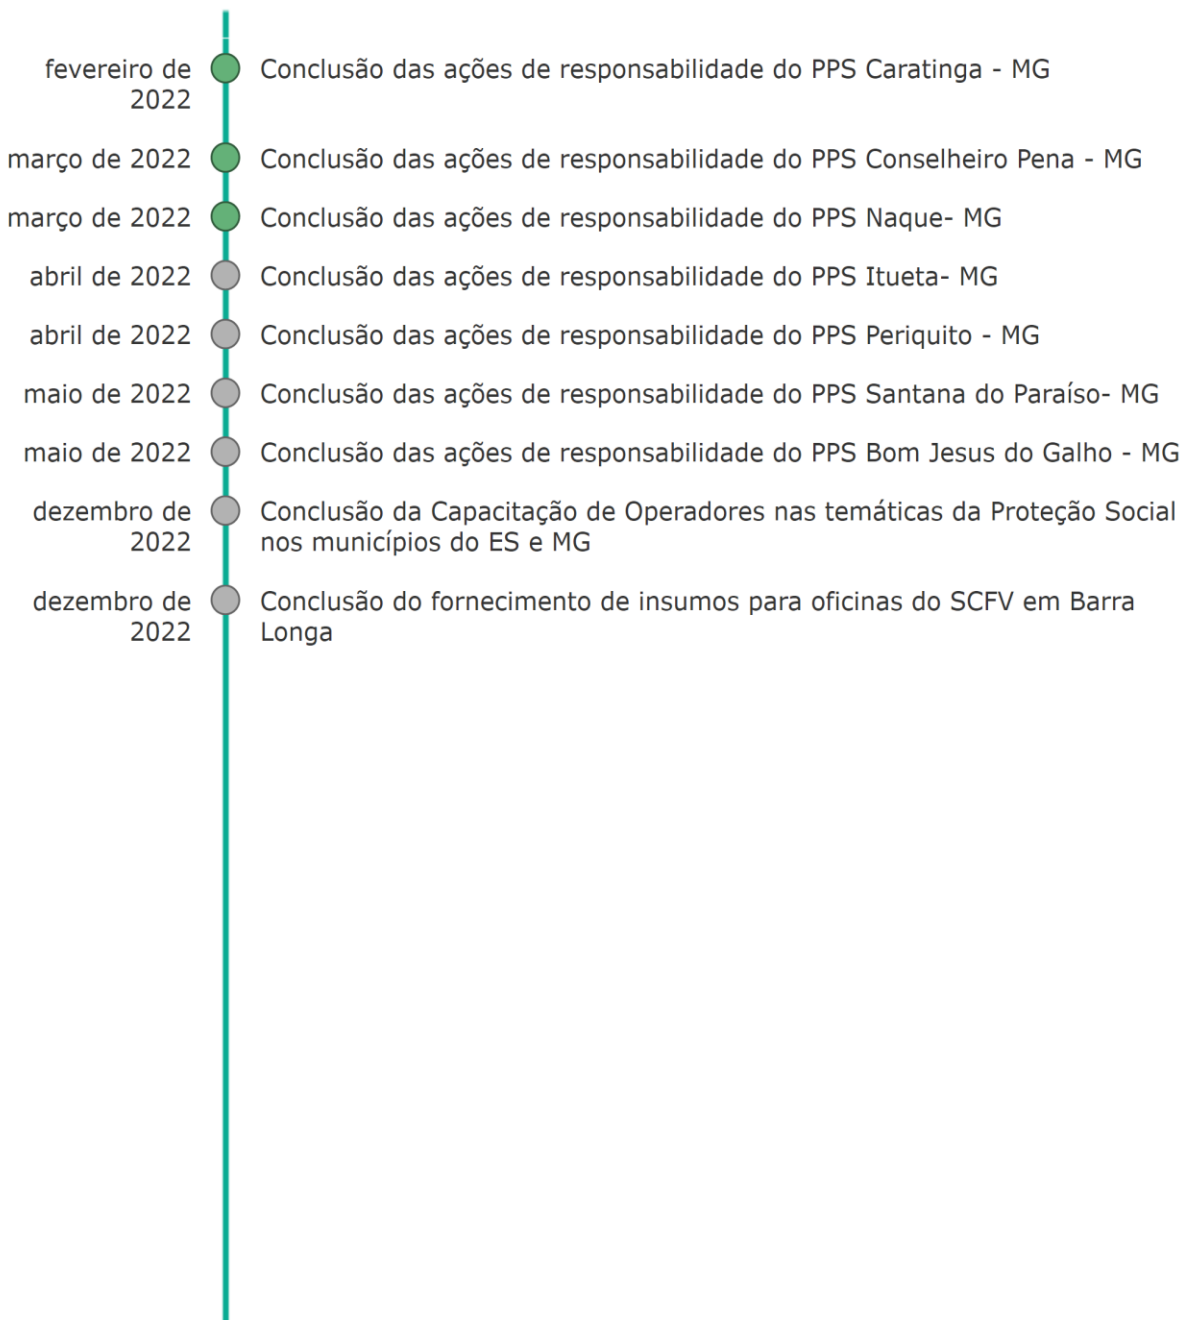 fevereiro de
2022
Conclusão das ações de responsabilidade do PPS Caratinga - MG
março de 2022
Conclusão das ações de responsabilidade do PPS Conselheiro Pena - MG
março de 2022
Conclusão das ações de responsabilidade do PPS Naque- MG
abril de 2022
Conclusão das ações de responsabilidade do PPS Itueta- MG
abril de 2022
Conclusão das ações de responsabilidade do PPS Periquito - MG
maio de 2022
Conclusão das ações de responsabilidade do PPS Santana do Paraíso- MG
maio de 2022
Conclusão das ações de responsabilidade do PPS Bom Jesus do Galho - MG
dezembro de
2022
Conclusão da Capacitação de Operadores nas temáticas da Proteção Social
nos municípios do ES e MG
dezembro de
2022
Conclusão do fornecimento de insumos para oficinas do SCFV em Barra
Longa